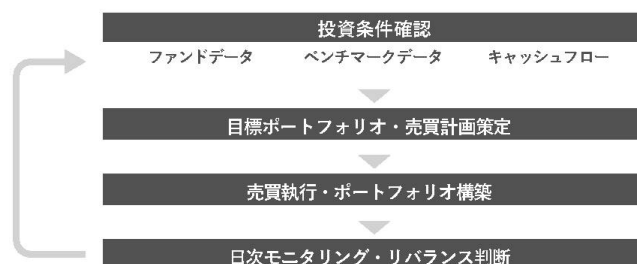 投資条件確認
ファンドデータ ベンチマークデータ キャッシュフロー
目標ポートフォリオ・売買計画策定
売買執行・ポートフォリオ構築
日次モニタリング・リバランス判断